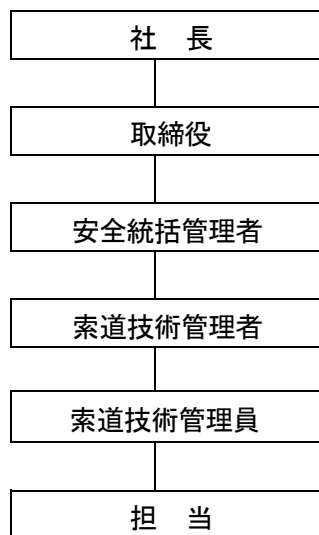 社　長
取締役
安全統括管理者
索道技術管理者
索道技術管理員
担　当